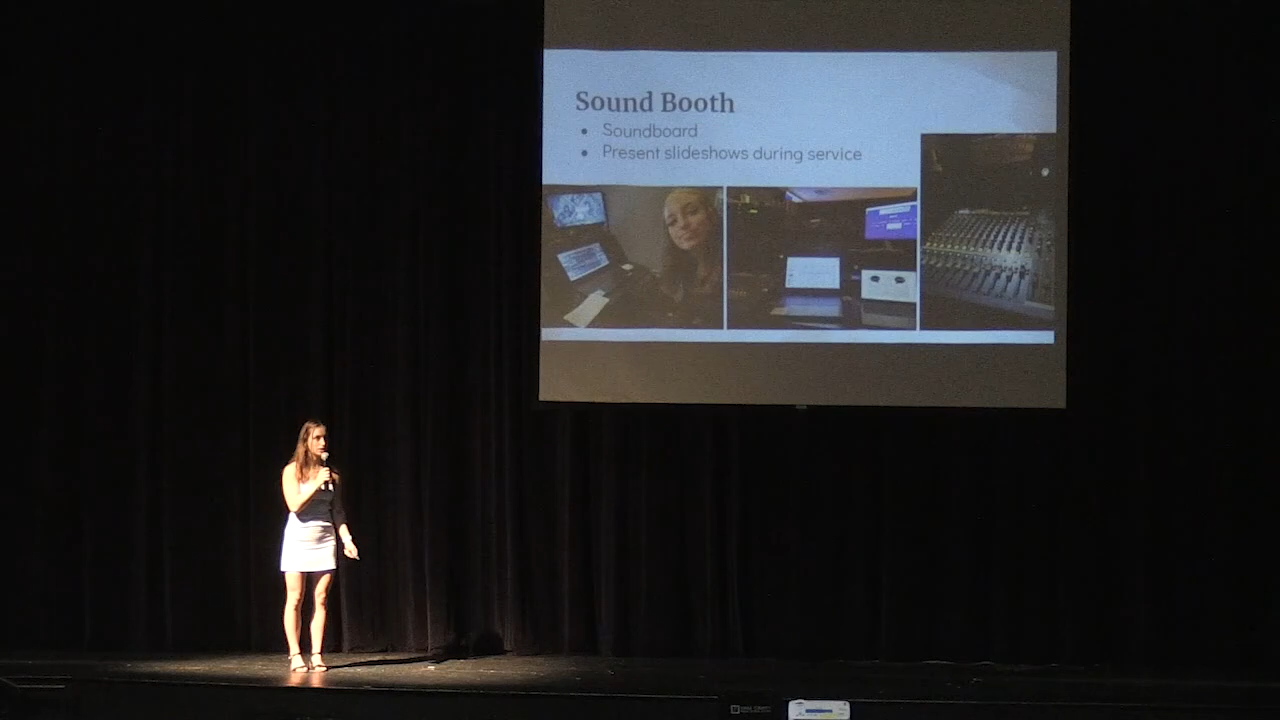 Sound Booth
• Soundboard
• Present slideshows during service